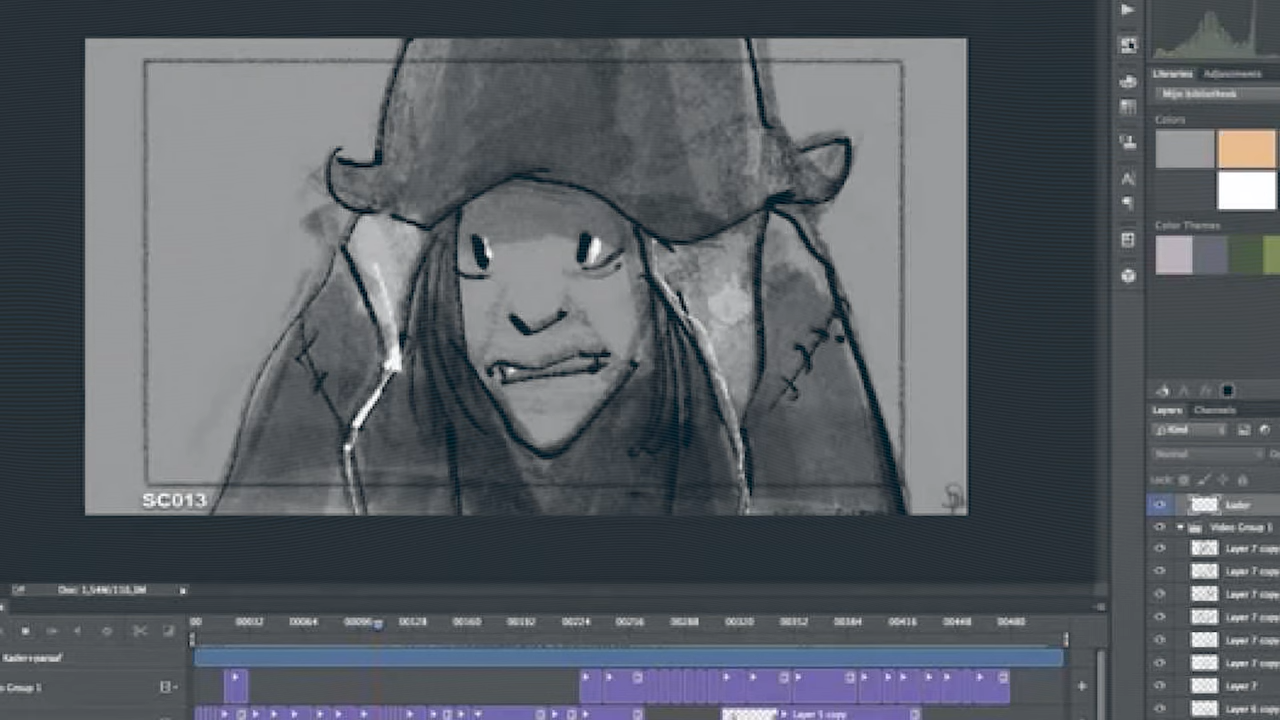 Libraries Adjustments
Mijn bibliotheek
Colors
Color Themes
SC013
Layers Channels
Kind
Normal
Lock:
kader
Video Group 1
Layer 7 copy
Layer 7 copy
Layer 7 copy
Layer 7 copy
Layer 7 copy
Layer 7 copy
Layer 7
Layer 6 copy
00 00032 00064 00096 00128 00160 00192 00224 00256 00288 00320 00352 00384 00416 00448 00480
Group 1
Layer 5 copy